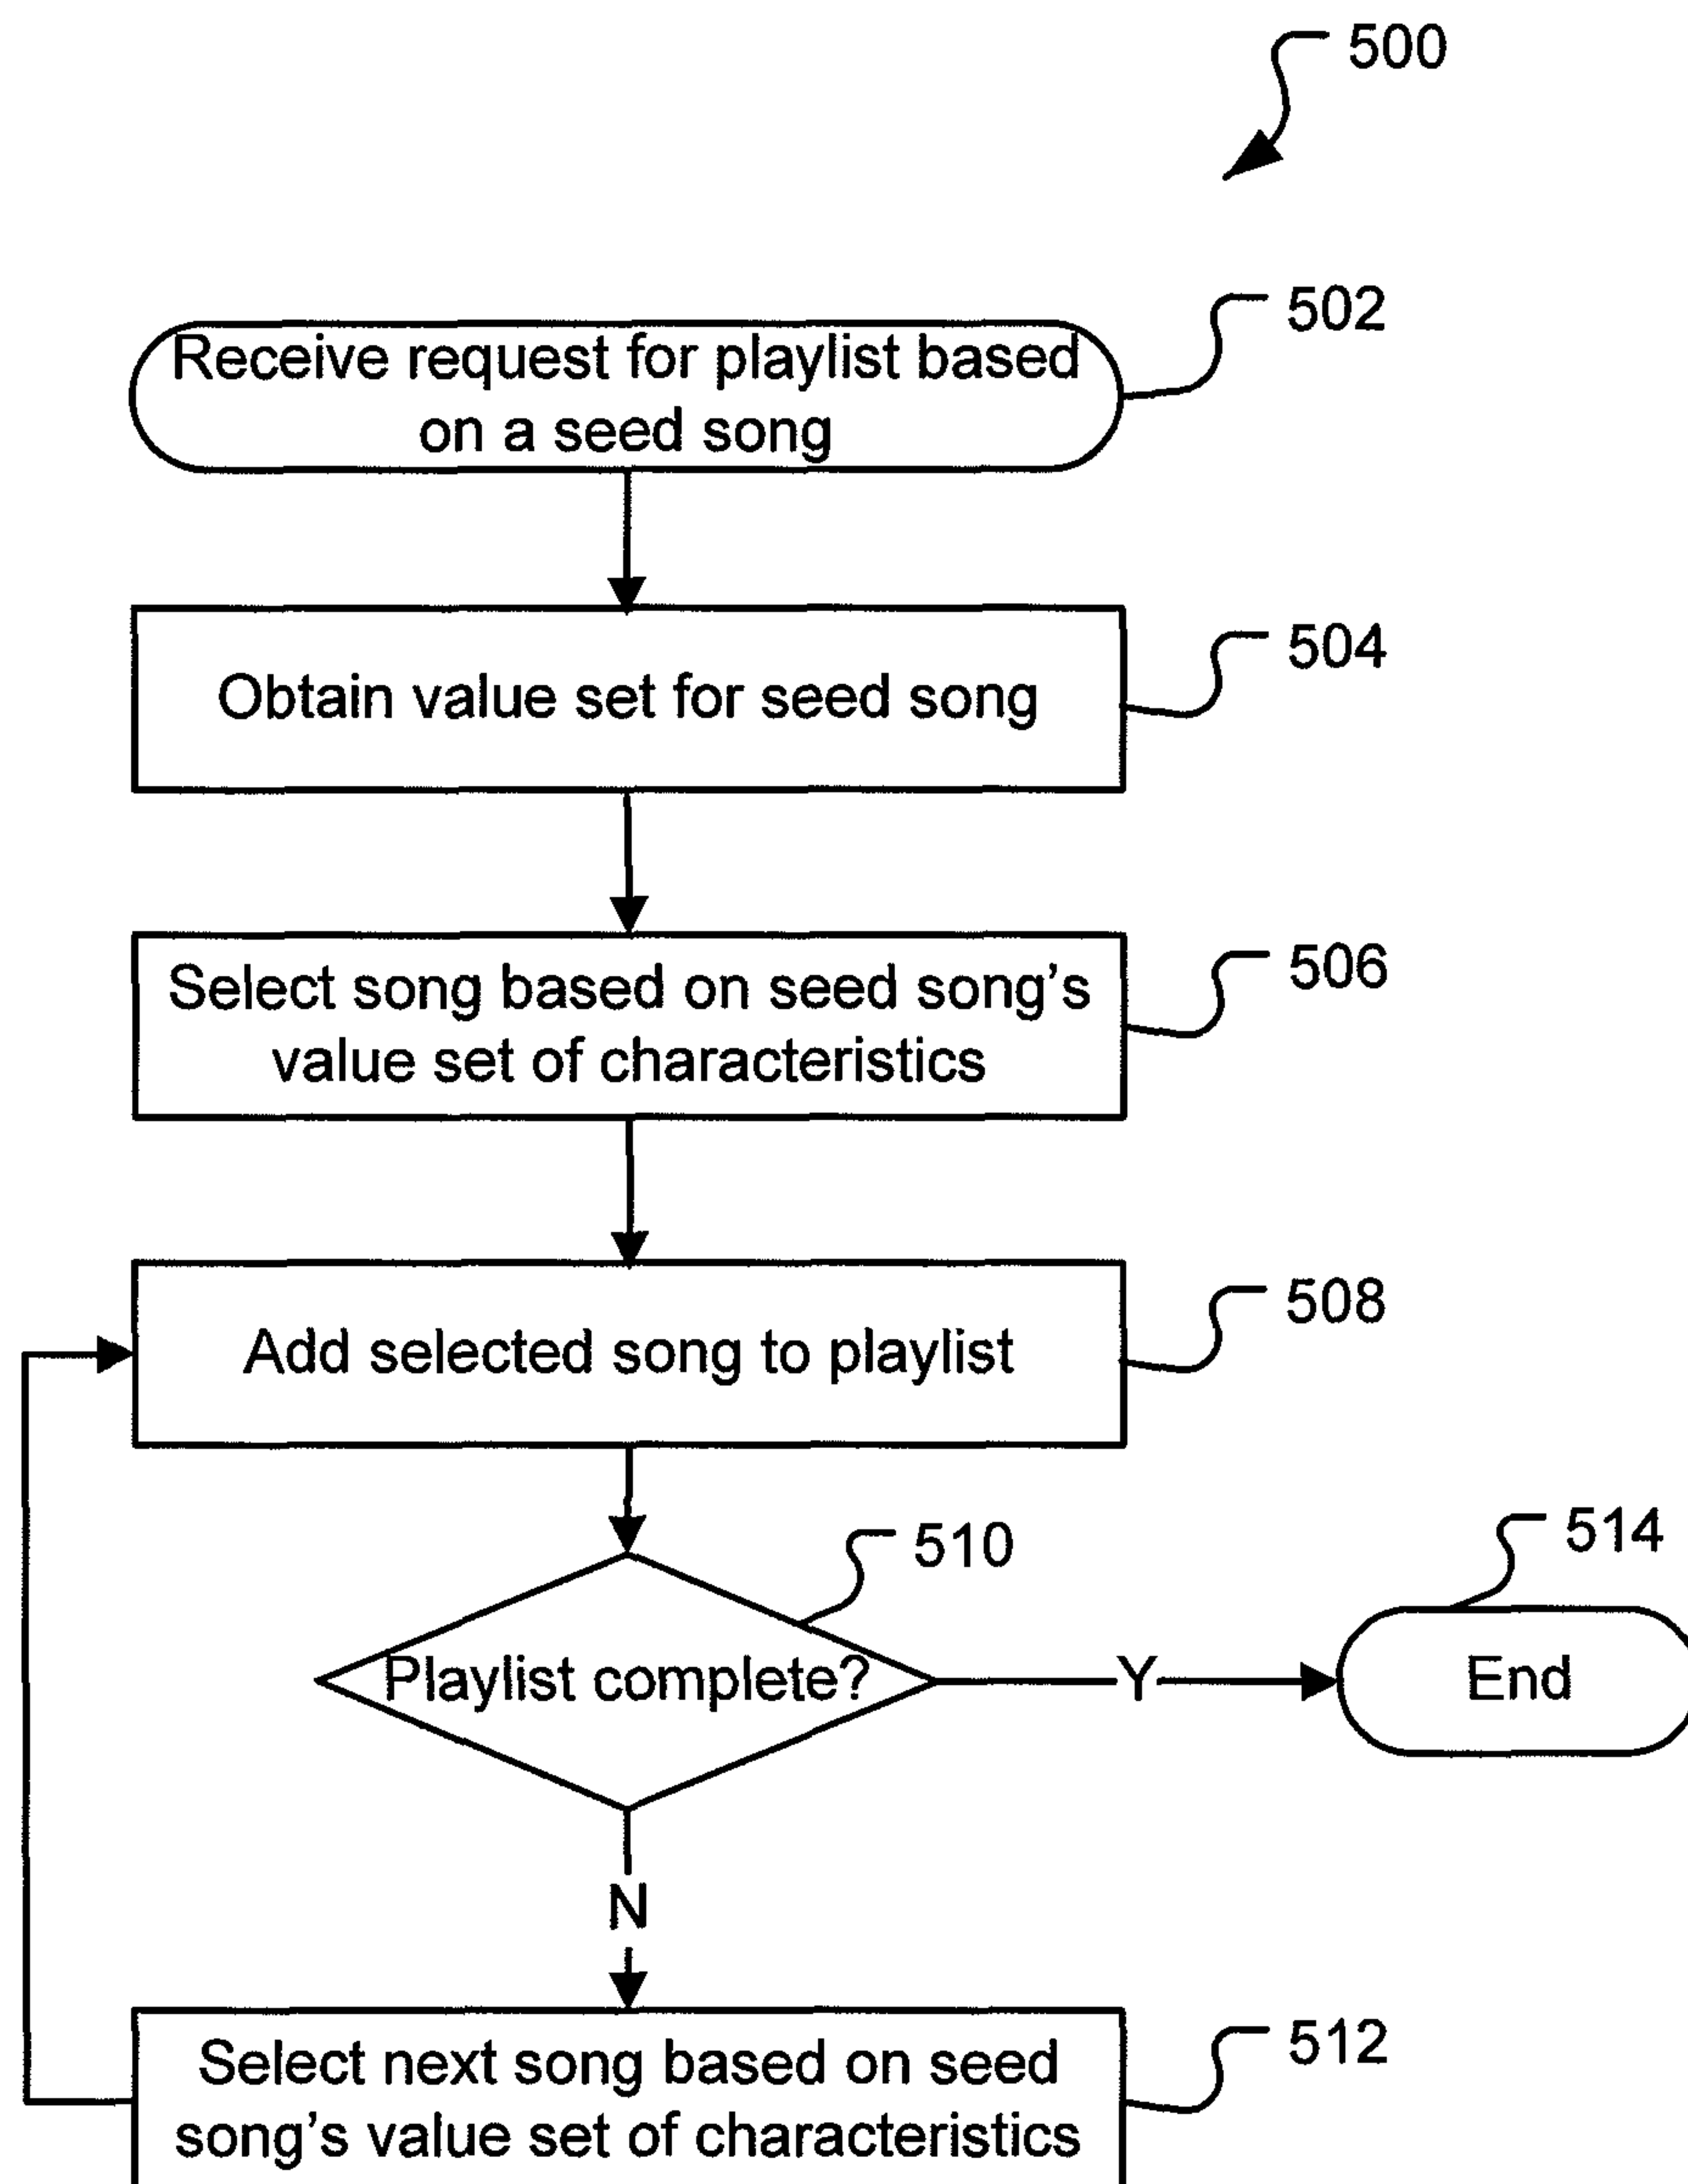 500
Receive request for playlist based
on a seed song
502
Obtain value set for seed song
504
Select song based on seed song's
value set of characteristics
506
Add selected song to playlist
508
Playlist complete?
510
Y
End
514
N
Select next song based on seed
song's value set of characteristics
512